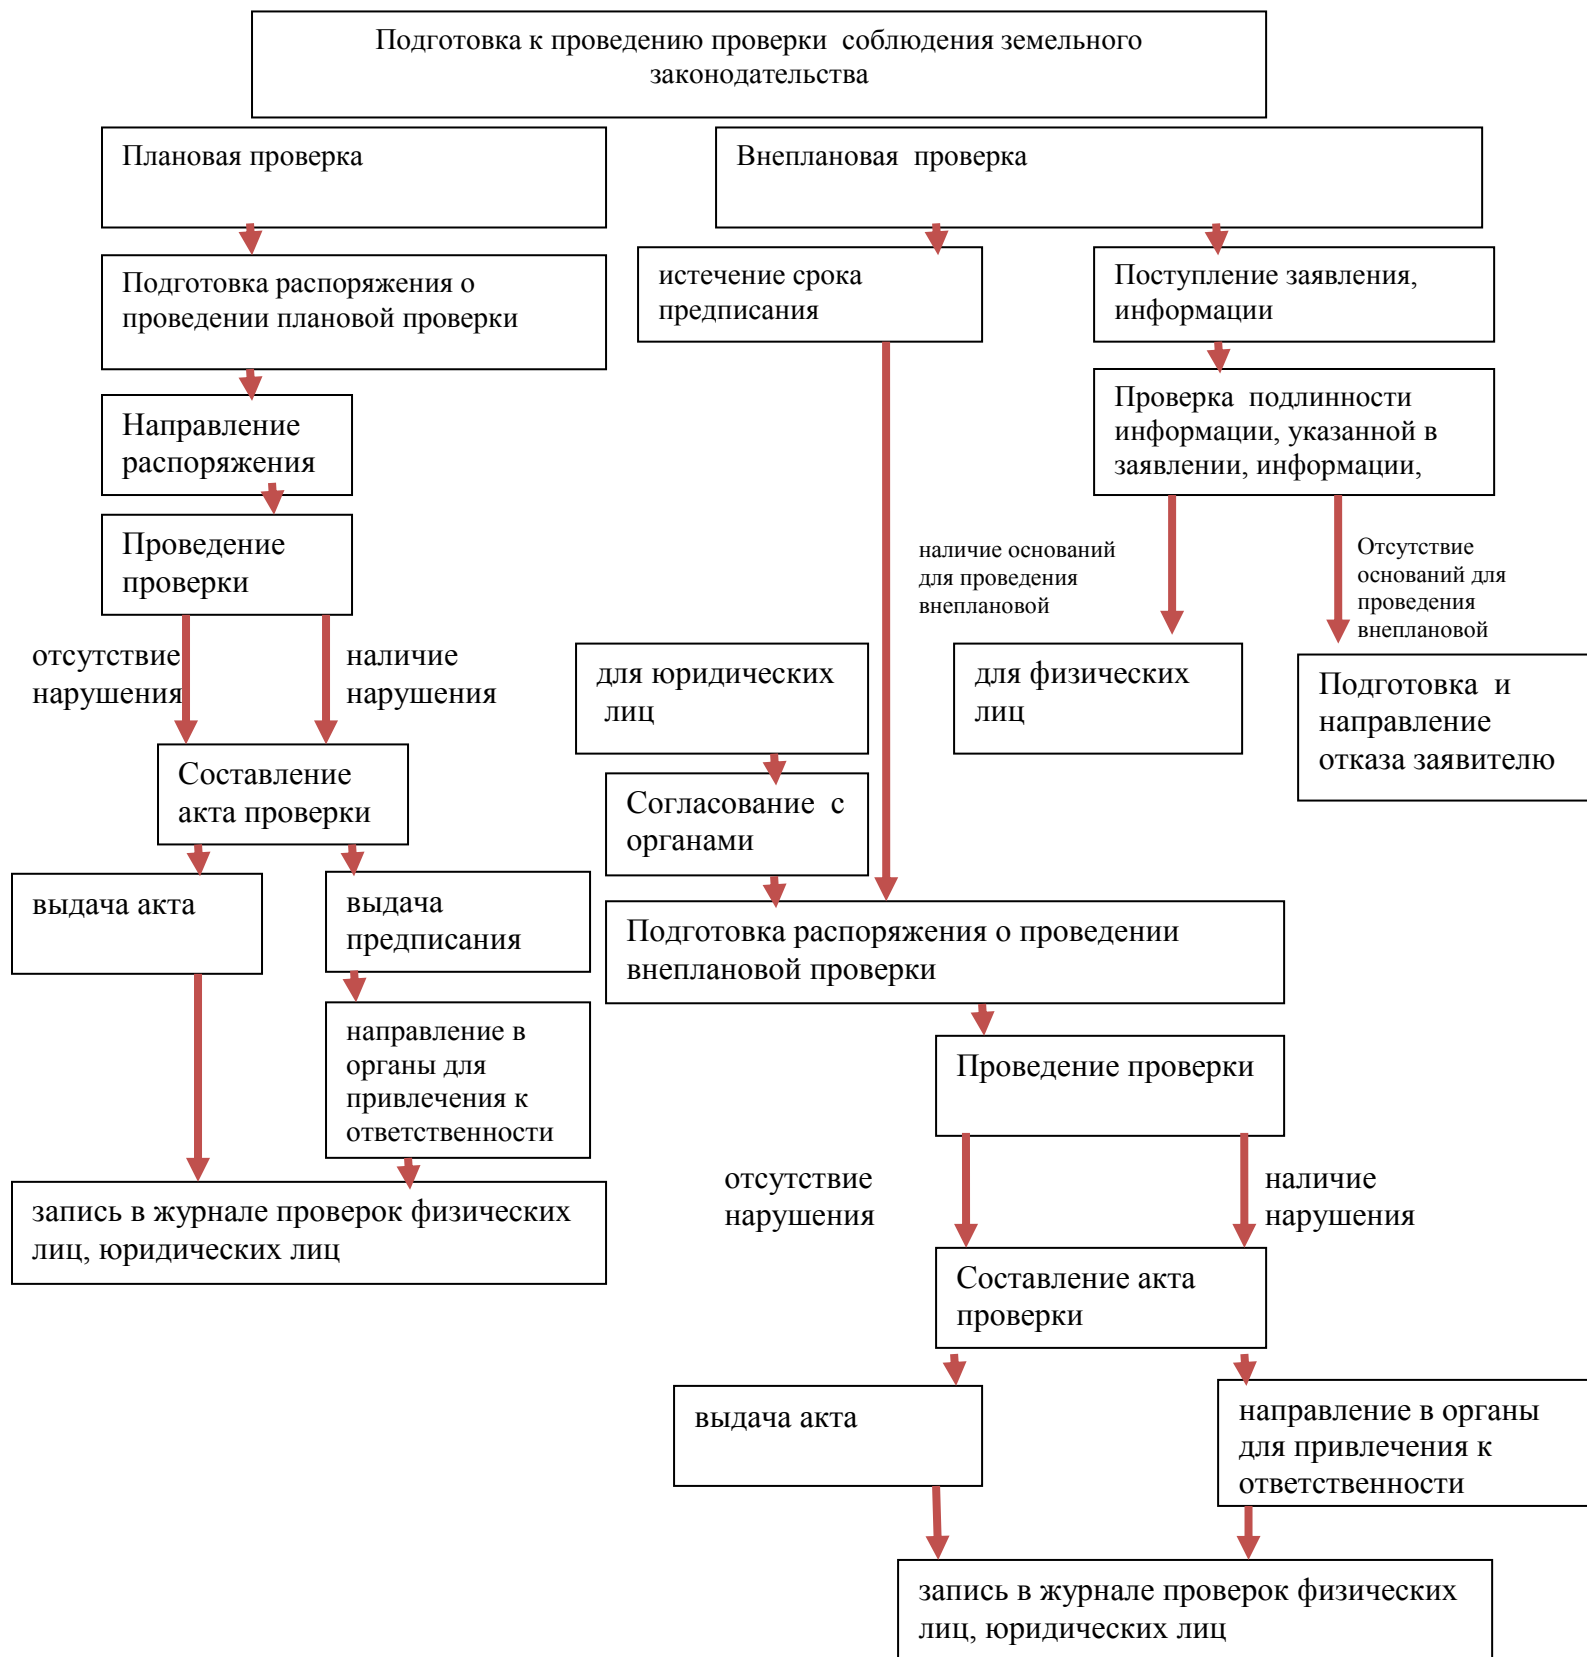 Подготовка к проведению проверки соблюдения земельного
законодательства
Плановая проверка
Внеплановая проверка
Подготовка распоряжения о
проведении плановой проверки
истечение срока
предписания
Поступление заявления,
информации
Направление
распоряжения
Проверка подлинности
информации, указанной в
заявлении, информации,
Проведение
проверки
наличие оснований
для проведения
внеплановой
Отсутствие
оснований для
проведения
внеплановой
отсутствие
нарушения
наличие
нарушения
для юридических
лиц
для физических
лиц
Подготовка и
направление
отказа заявителю
Составление
акта проверки
Согласование с
органами
выдача акта
выдача
предписания
Подготовка распоряжения о проведении
внеплановой проверки
направление в
органы для
привлечения к
ответственности
Проведение проверки
запись в журнале проверок физических
лиц, юридических лиц
отсутствие
нарушения
наличие
нарушения
Составление акта
проверки
выдача акта
направление в органы
для привлечения к
ответственности
запись в журнале проверок физических
лиц, юридических лиц